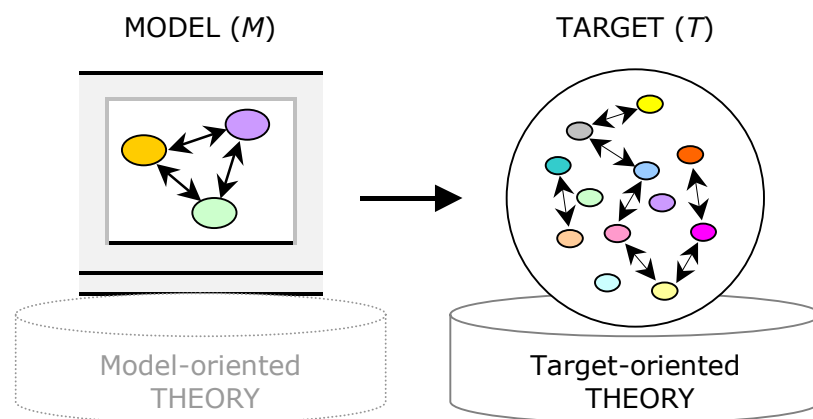 MODEL (M)
TARGET (T)
Model-oriented
THEORY
Target-oriented
THEORY